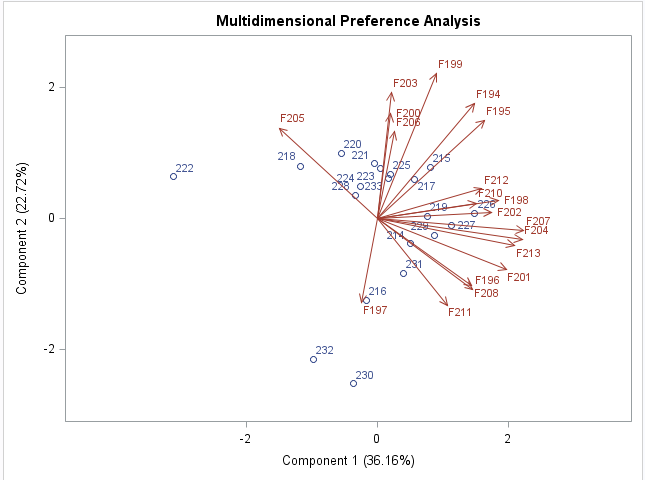 Multidimensional Preference Analysis
F199
F203
F194
F195
F200
F206
F205
220
221
218
225
215
222
224
223
228
233
217
F212
F210
F198
226
F202
219
F207
F204
229
227
214
F213
231
F201
F196
216
F208
F197
F211
232
230
2
0
-2
-2
0
2
Component 2 (22.72%)
Component 1 (36.16%)